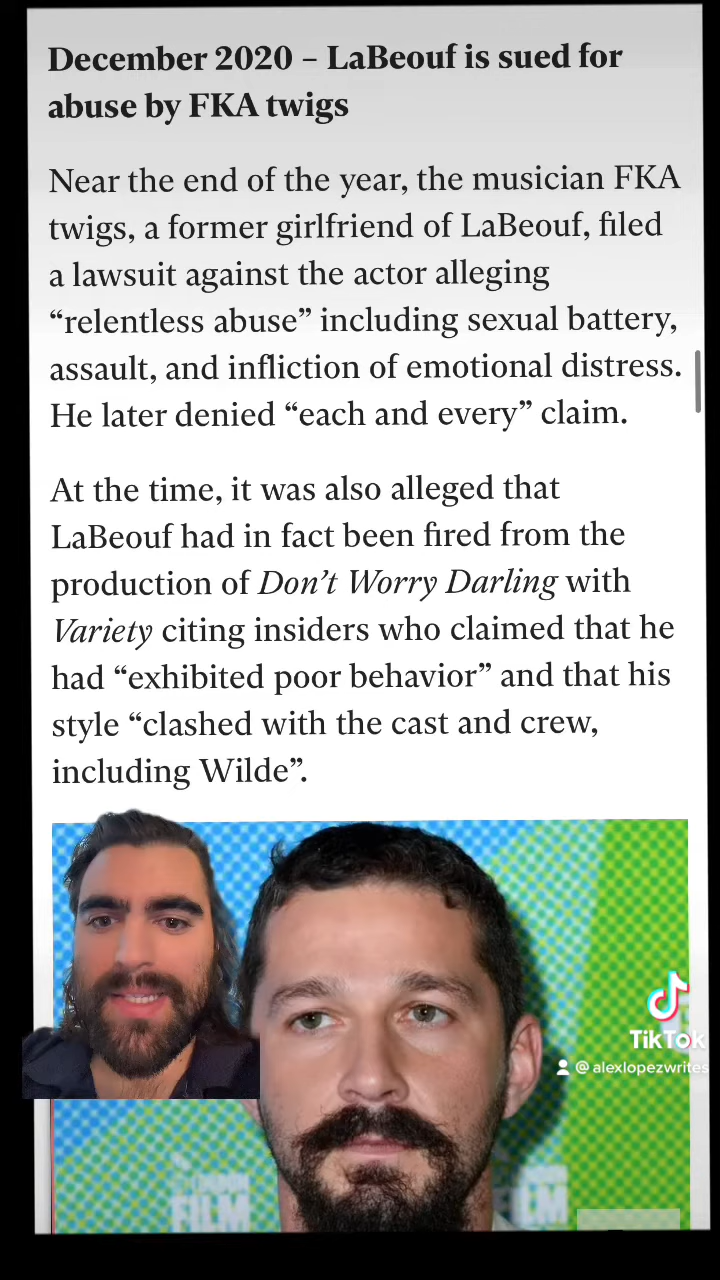 December 2020 – LaBeouf is sued for
abuse by FKA twigs
Near the end of the year, the musician FKA
twigs, a former girlfriend of LaBeouf, filed
a lawsuit against the actor alleging
“relentless abuse” including sexual battery,
assault, and infliction of emotional distress.
He later denied “each and every” claim.
At the time, it was also alleged that
LaBeouf had in fact been fired from the
production of Don’t Worry Darling with
Variety citing insiders who claimed that he
had “exhibited poor behavior” and that his
style “clashed with the cast and crew,
including Wilde”.
TikTok
@alexlopezwrites
FILM
FILM